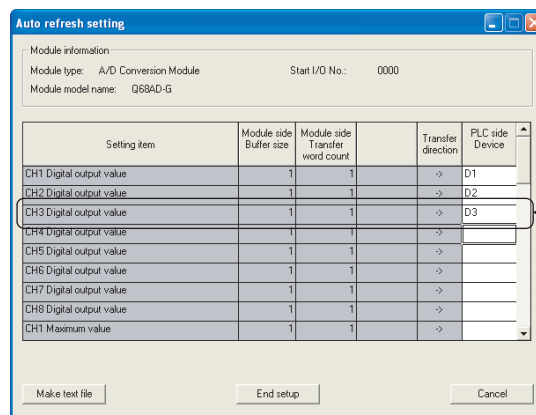 Auto refresh setting
Module information
Module type: A/D Conversion Module Start I/O No.: 0000
Module model name: Q68AD-G
Setting item Module side Buffer size Module side Transfer word count Transfer direction PLC side Device
CH1 Digital output value 1 1 -> D1
CH2 Digital output value 1 1 -> D2
CH3 Digital output value 1 1 -> D3
CH4 Digital output value 1 1 ->
CH5 Digital output value 1 1 ->
CH6 Digital output value 1 1 ->
CH7 Digital output value 1 1 ->
CH8 Digital output value 1 1 ->
CH1 Maximum value 1 1 ->
Make text file End setup Cancel